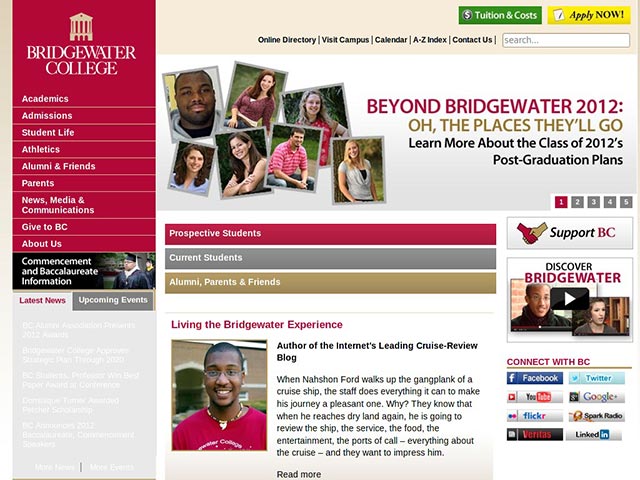 Tuition & Costs
Apply NOW!
BRIDGEWATER
COLLEGE
Online Directory | Visit Campus | Calendar | A-Z Index | Contact Us |
search...
Academics
Admissions
Student Life
Athletics
Alumni & Friends
Parents
News, Media &
Communications
Give to BC
About Us
BEYOND BRIDGEWATER 2012:
OH, THE PLACES THEY'LL GO
Learn More About the Class of 2012's
Post-Graduation Plans
1 2 3 4 5
Commencement
and Baccalaureate
Information
Latest News
Upcoming Events
BC Alumni Association Presents
2012 Awards
Bridgewater College Approves
Strategic Plan Through 2020
BC Students, Professor Win Best
Paper Award at Conference
Dominique Turner Awarded
Petcher Scholarship
BC Announces 2012
Baccalaureate, Commencement
Speakers
More News | More Events
Prospective Students
Current Students
Alumni, Parents & Friends
Living the Bridgewater Experience
Author of the Internet's Leading Cruise-Review
Blog
When Nahshon Ford walks up the gangplank of a
cruise ship, the staff does everything it can to make
his journey a pleasant one. Why? They know that
when he reaches dry land again, he is going to
review the ship, the service, the food, the
entertainment, the ports of call – everything about
the cruise – and they want to impress him.
Read more
Support BC
DISCOVER
BRIDGEWATER
CONNECT WITH BC
Facebook
Twitter
YouTube
Google+
flickr
Spark Radio
Veritas
LinkedIn